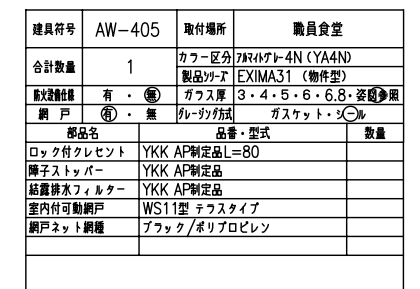 建具符号 AW-405 取付場所 職員食堂
合計数量 1 カラー区分 アルマイトグレー4N(YA4N)
製品シリーズ EXIMA31 (物件型)
防火設備仕様 有・無 ガラス厚 3・4・5・6・6.8・姿図参照
網戸 有・無 グレージング方式 ガスケット・シール
部品名 品番・型式 数量
ロック付クレセント YKK AP制定品L=80
障子ストッパー YKK AP制定品
結露排水フィルター YKK AP制定品
室内付可動網戸 WS11型 テラスタイプ
網戸ネット網種 ブラック/ポリプロピレン